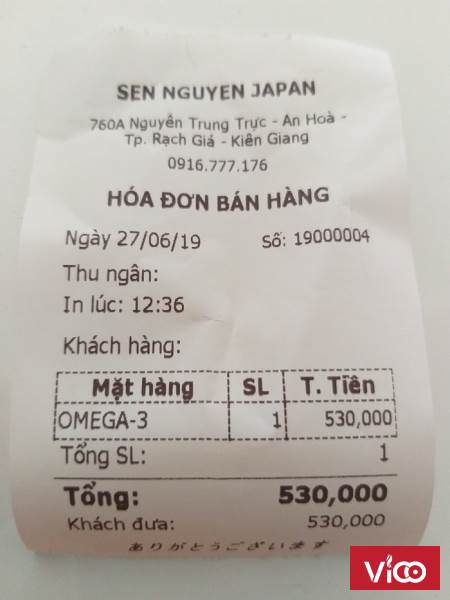 SEN NGUYEN JAPAN
760A Nguyễn Trung Trực - An Hoà -
Tp. Rạch Giá - Kiên Giang
0916.777.176
HÓA ĐƠN BÁN HÀNG
Ngày 27/06/19 Số: 19000004
Thu ngân:
In lúc: 12:36
Khách hàng:
Mặt hàng SL T. Tiền
OMEGA-3 1 530,000
Tổng SL: 1
Tổng: 530,000
Khách đưa: 530,000
ありがとうございます
ViCO